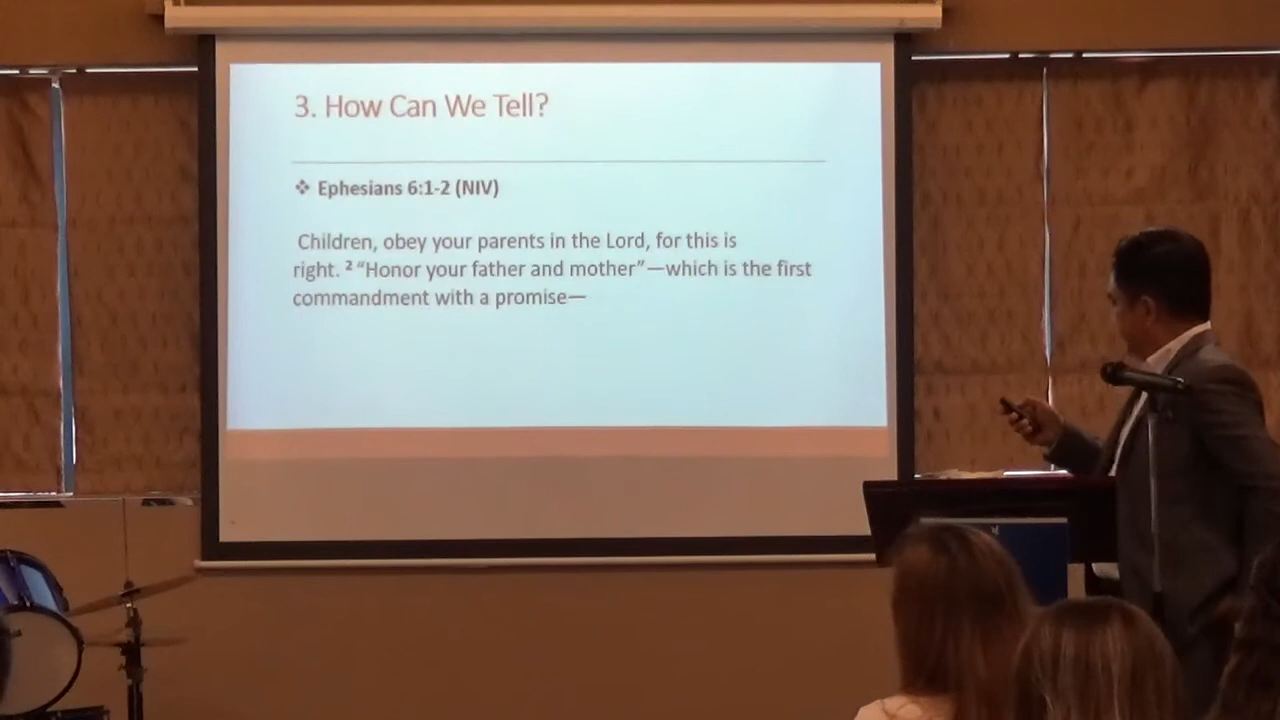 3. How Can We Tell?
❖ Ephesians 6:1-2 (NIV)
Children, obey your parents in the Lord, for this is
right. ² “Honor your father and mother”—which is the first
commandment with a promise—